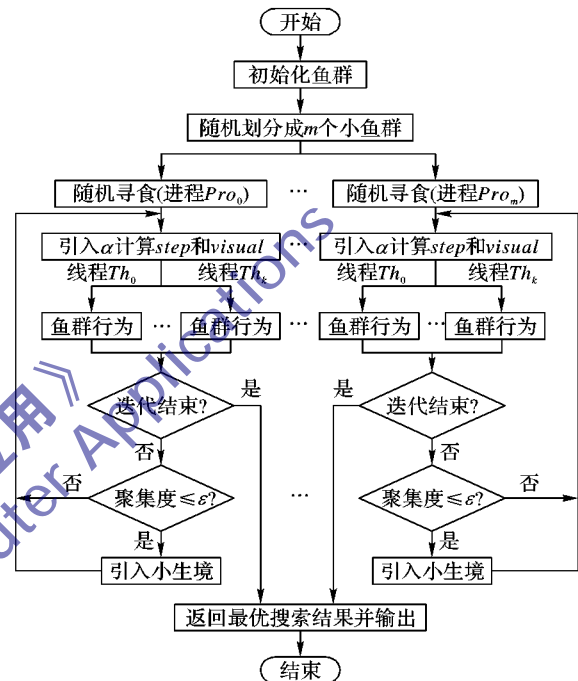 开始
初始化鱼群
随机划分成m个小鱼群
随机寻食(进程Pro₀) … 随机寻食(进程Proₘ)
引入α计算step和visual … 引入α计算step和visual
线程Th₀ 线程Thₖ 线程Th₀ 线程Thₖ
鱼群行为 … 鱼群行为 … 鱼群行为 … 鱼群行为
迭代结束? 是 是 迭代结束?
否 否
否 聚集度≤ε? … 聚集度≤ε? 否
是 是
引入小生境 引入小生境
返回最优搜索结果并输出
结束
用》
uter Applications